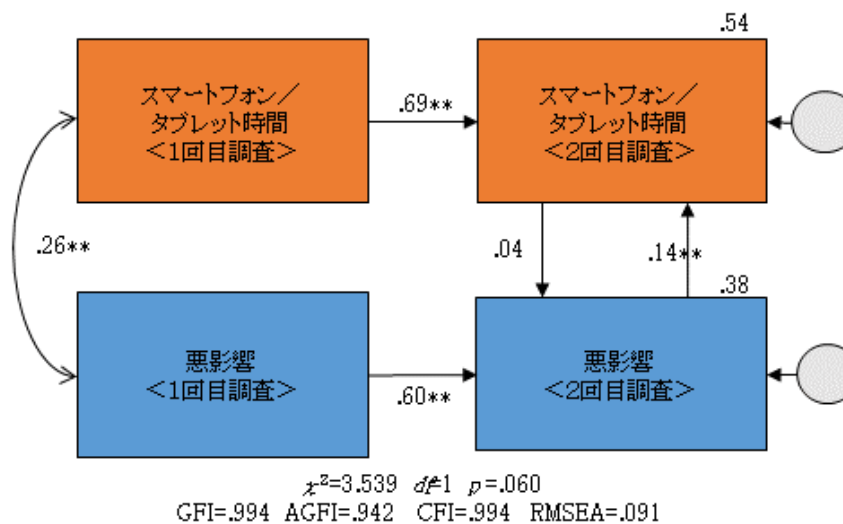 .54
スマートフォン／
タブレット時間
＜1回目調査＞
.69**
スマートフォン／
タブレット時間
＜2回目調査＞
.26**
.04
.14**
.38
悪影響
＜1回目調査＞
.60**
悪影響
＜2回目調査＞
χ²=3.539 df=1 p=.060
GFI=.994 AGFI=.942 CFI=.994 RMSEA=.091